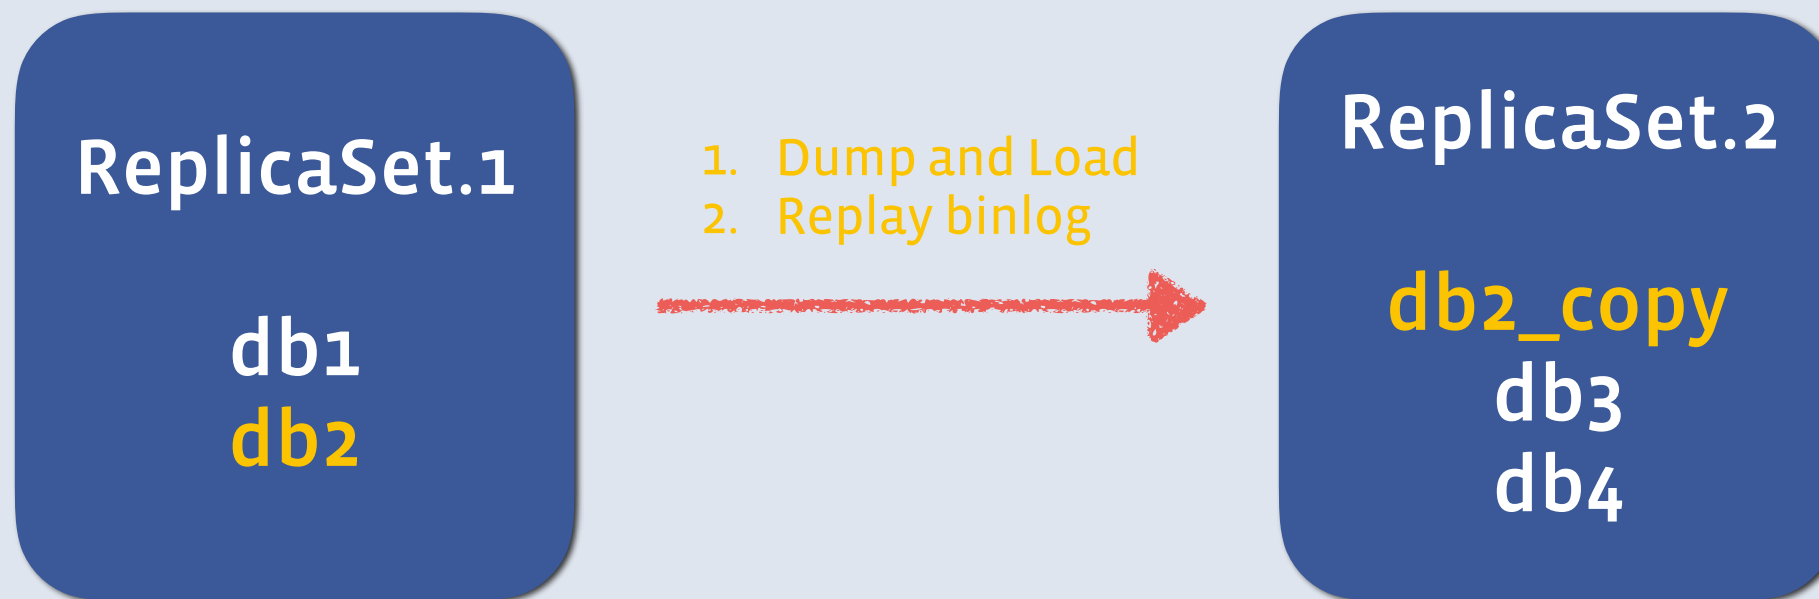 ReplicaSet.1
db1
db2
1. Dump and Load
2. Replay binlog
ReplicaSet.2
db2_copy
db3
db4